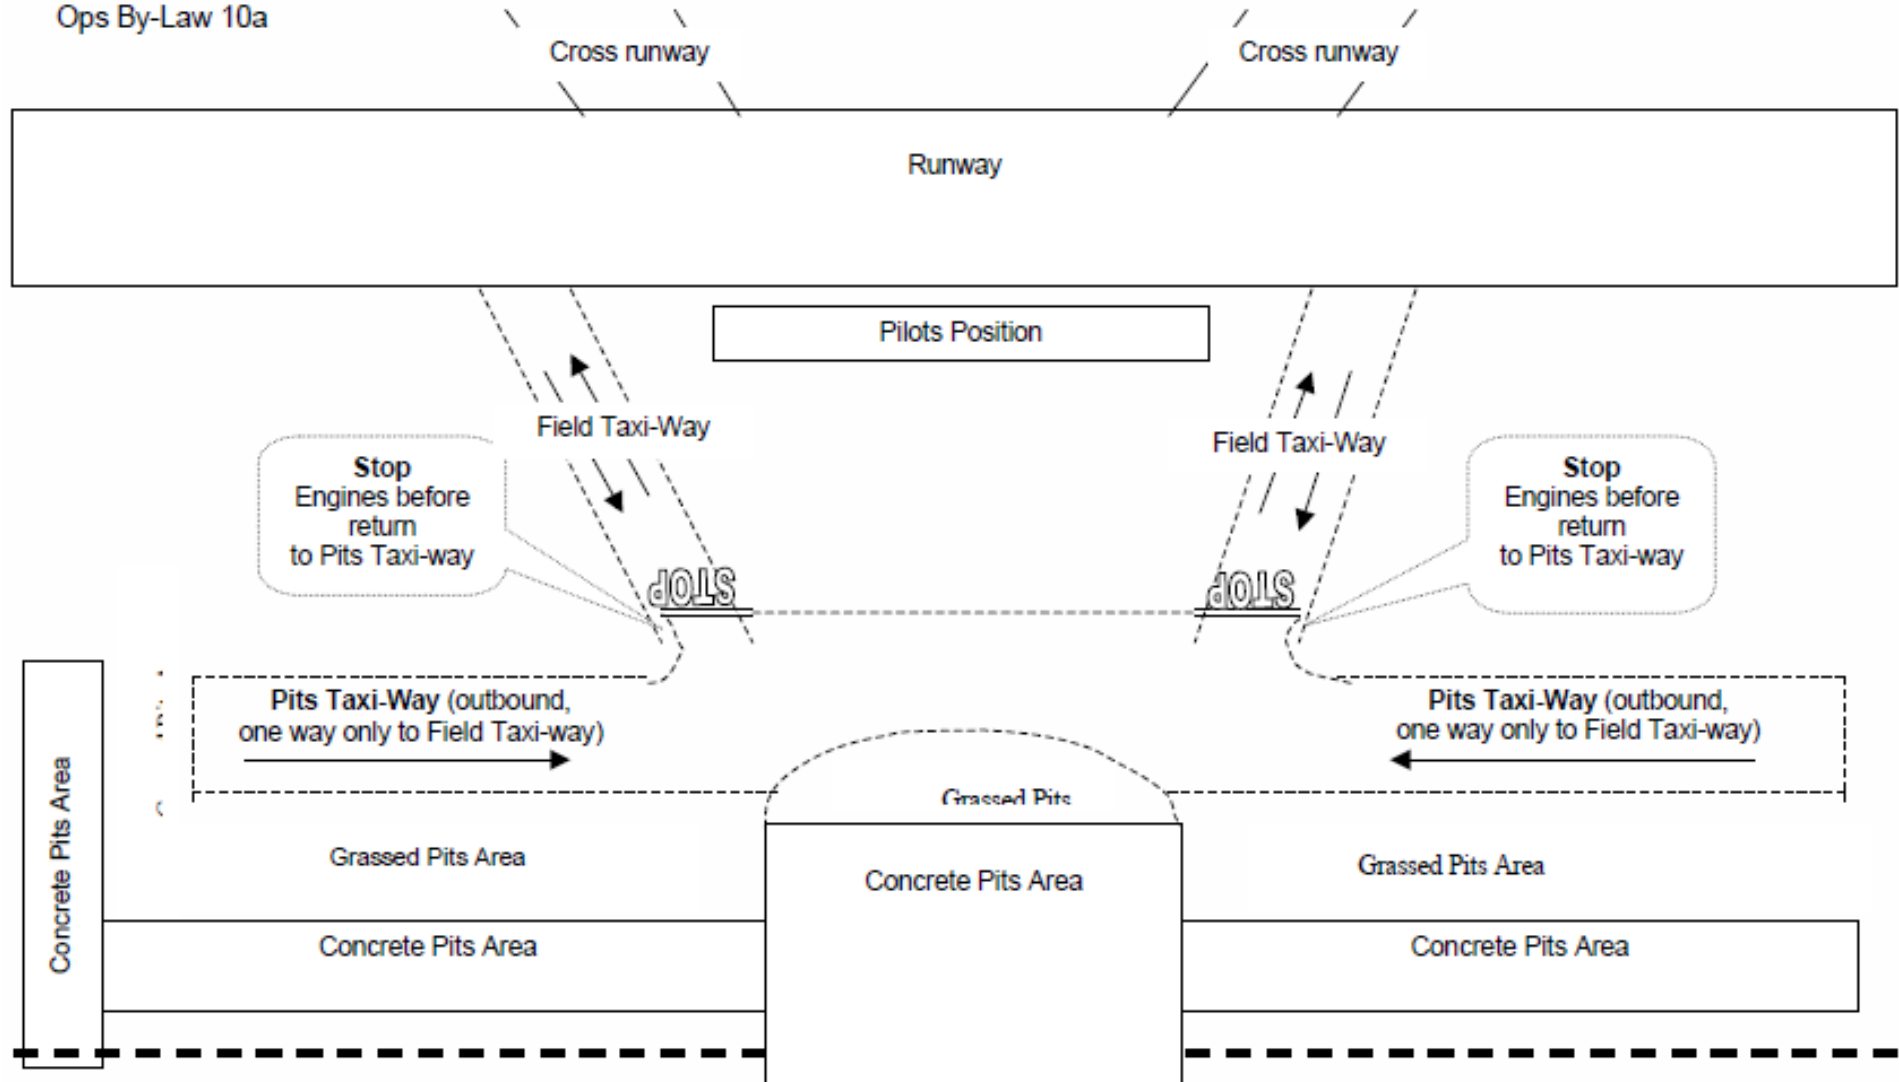 Ops By-Law 10a
Cross runway
Cross runway
Runway
Pilots Position
Field Taxi-Way
Field Taxi-Way
Stop
Engines before
return
to Pits Taxi-way
Stop
Engines before
return
to Pits Taxi-way
STOP
STOP
Pits Taxi-Way (outbound,
one way only to Field Taxi-way)
Pits Taxi-Way (outbound,
one way only to Field Taxi-way)
Grassed Pits
Concrete Pits Area
Grassed Pits Area
Concrete Pits Area
Grassed Pits Area
Concrete Pits Area
Concrete Pits Area